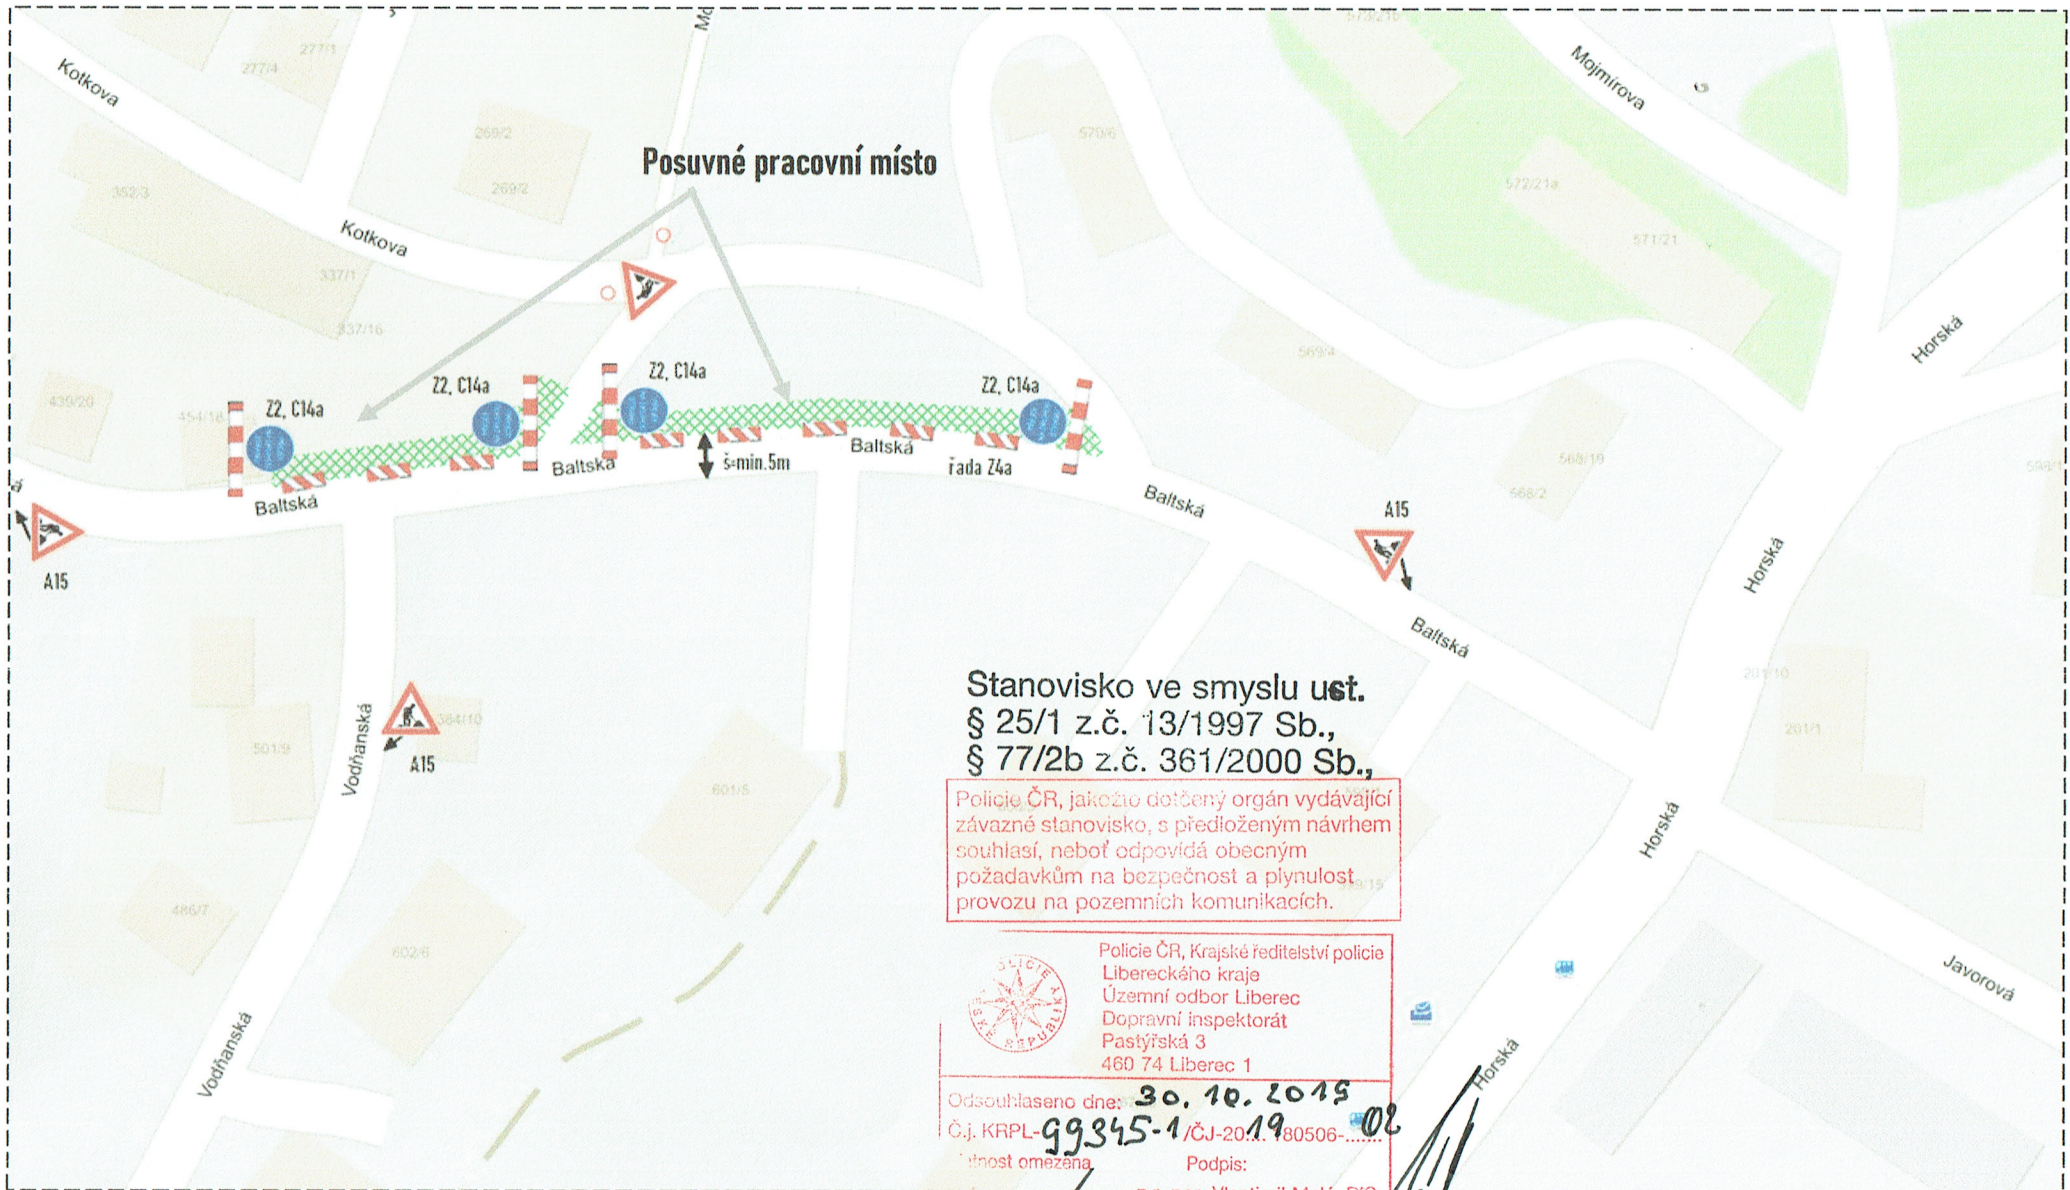 277/1
277/4
573/21b
Kotkova
Mojmírova
269/2
570/6
Posuvné pracovní místo
352/3
269/2
572/21a
Kotkova
571/21
337/1
337/16
Horská
569/4
Z2, C14a
Z2, C14a
Z2, C14a
Z2, C14a
439/20
454/18
Baltská
Baltská
š=min.5m
řada Z4a
568/19
568/2
Baltská
Baltská
A15
A15
Horská
Baltská
384/10
501/9
Vodňanská
A15
601/5
201/1
Stanovisko ve smyslu ust.
§ 25/1 z.č. 13/1997 Sb.,
§ 77/2b z.č. 361/2000 Sb.,
Policie ČR, jakožto dotčený orgán vydávající
závazné stanovisko, s předloženým návrhem
souhlasí, neboť odpovídá obecným
požadavkům na bezpečnost a plynulost
provozu na pozemních komunikacích.
Horská
486/7
602/6
Policie ČR, Krajské ředitelství policie
Libereckého kraje
Územní odbor Liberec
Dopravní inspektorát
Pastýřská 3
460 74 Liberec 1
Javorová
Vodňanská
Horská
Odsouhlaseno dne: 30. 10. 2019
Č.j. KRPL-99345-1/ČJ-20..19 180506-......02
omezena
Podpis: